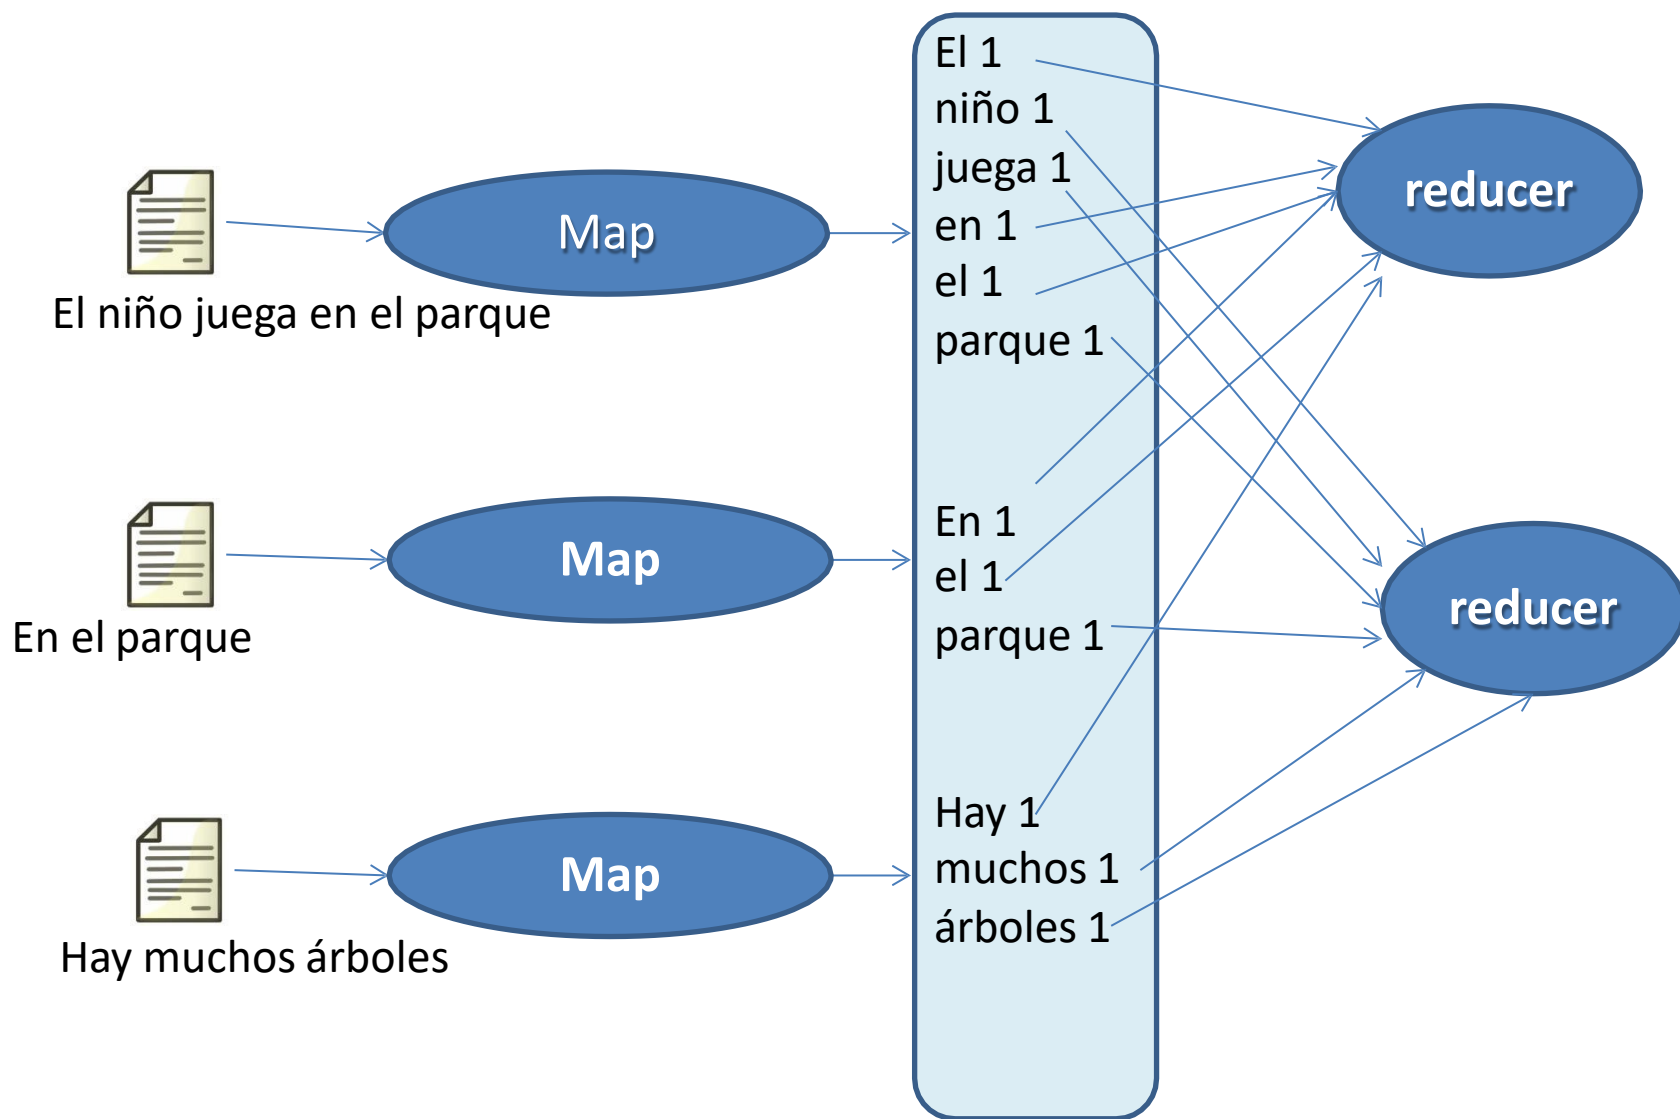 El niño juega en el parque
Map
El 1
niño 1
juega 1
en 1
el 1
parque 1
reducer
En el parque
Map
En 1
el 1
parque 1
reducer
Hay muchos árboles
Map
Hay 1
muchos 1
árboles 1